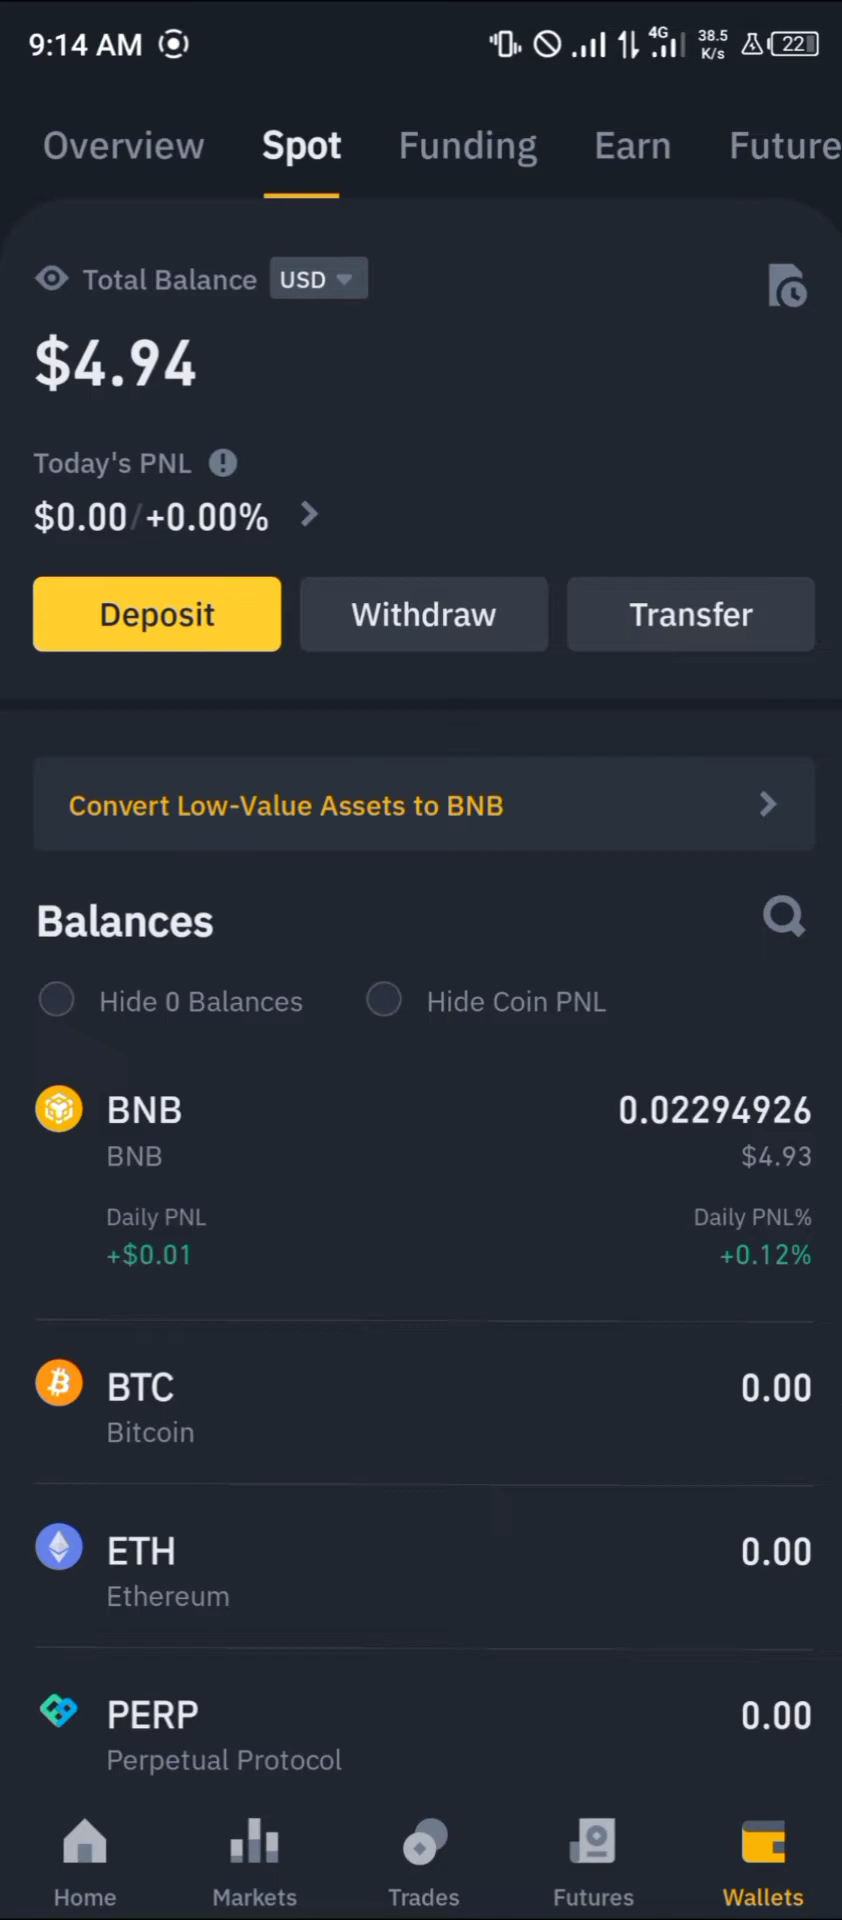 9:14 AM 4G 38.5 K/s 22
Overview Spot Funding Earn Future
Total Balance USD
$4.94
Today's PNL
$0.00/+0.00%
Deposit Withdraw Transfer
Convert Low-Value Assets to BNB
Balances
Hide 0 Balances Hide Coin PNL
BNB 0.02294926
BNB $4.93
Daily PNL Daily PNL%
+$0.01 +0.12%
BTC 0.00
Bitcoin
ETH 0.00
Ethereum
PERP 0.00
Perpetual Protocol
Home Markets Trades Futures Wallets